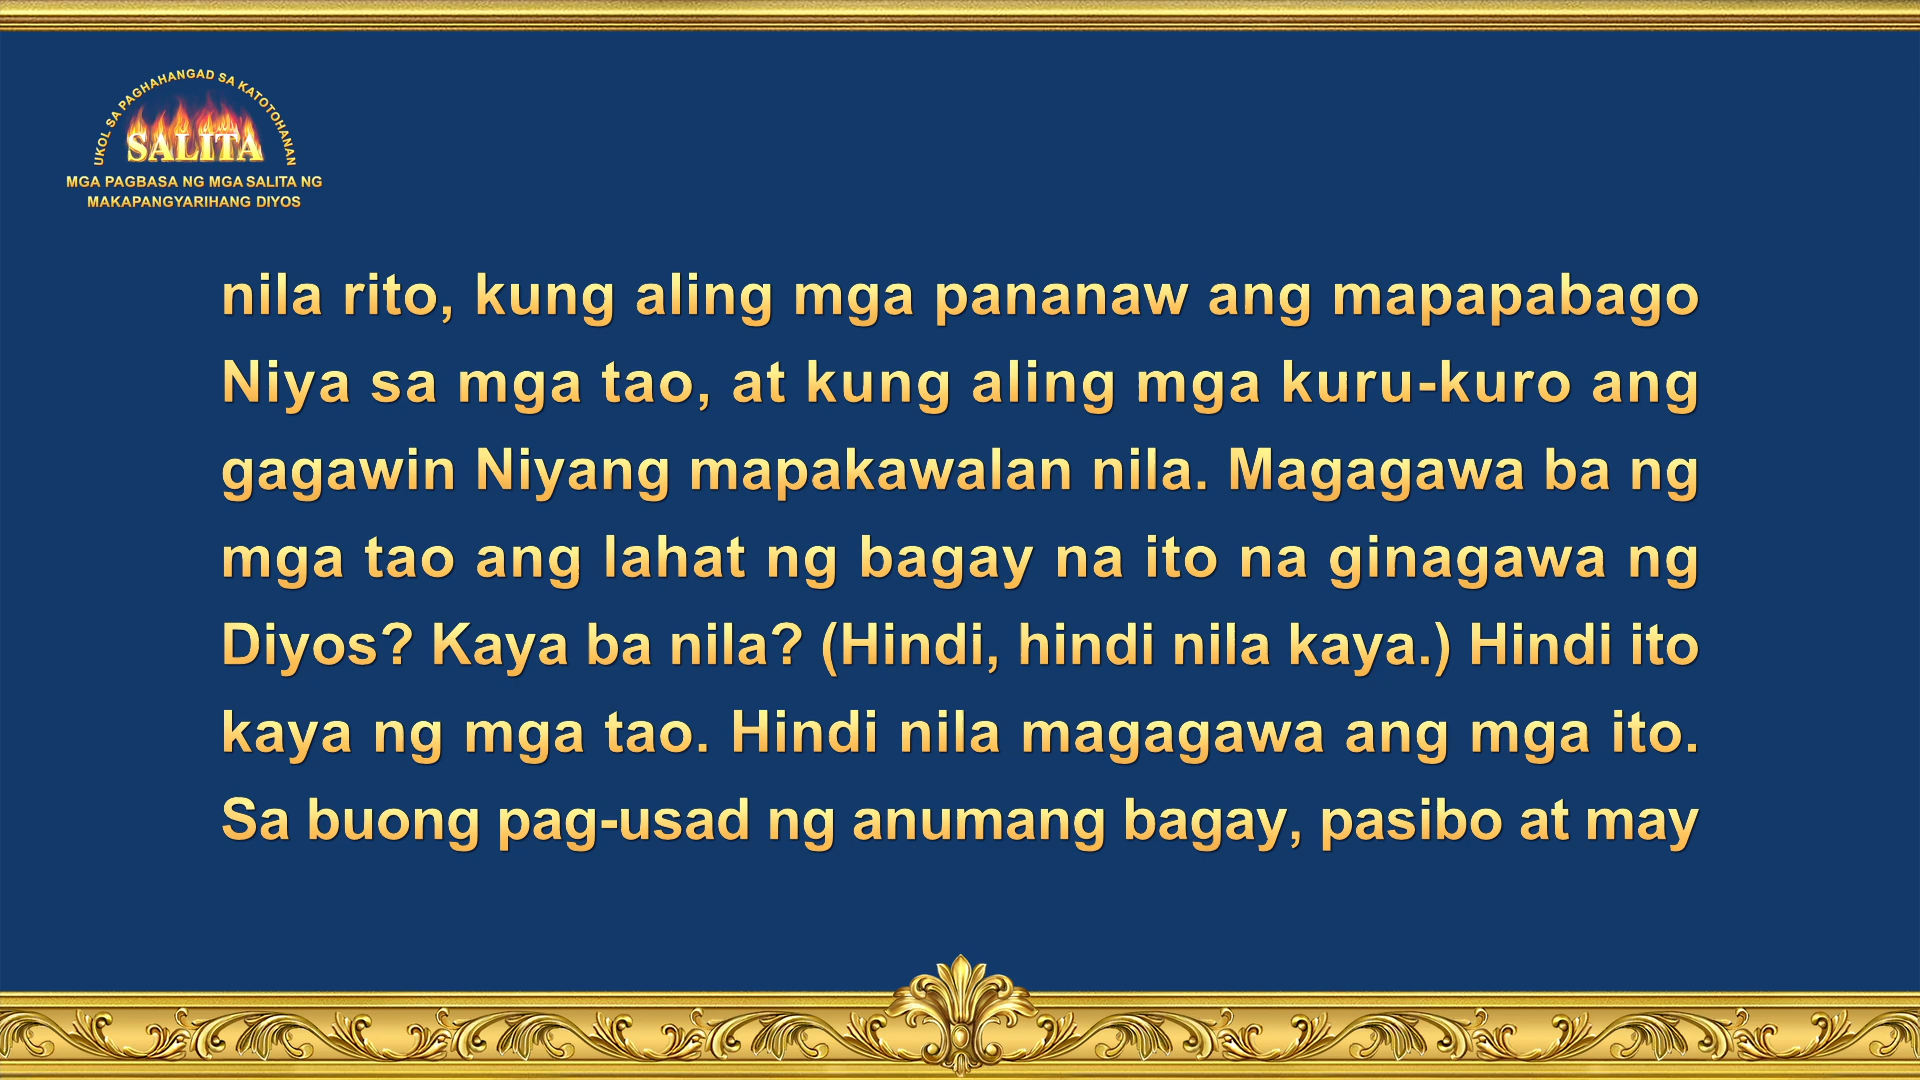 UKOL SA PAGHAHANGAD SA KATOTOHANAN
SALITA
MGA PAGBASA NG MGA SALITA NG
MAKAPANGYARIHANG DIYOS
nila rito, kung aling mga pananaw ang mapapabago
Niya sa mga tao, at kung aling mga kuru-kuro ang
gagawin Niyang mapakawalan nila. Magagawa ba ng
mga tao ang lahat ng bagay na ito na ginagawa ng
Diyos? Kaya ba nila? (Hindi, hindi nila kaya.) Hindi ito
kaya ng mga tao. Hindi nila magagawa ang mga ito.
Sa buong pag-usad ng anumang bagay, pasibo at may